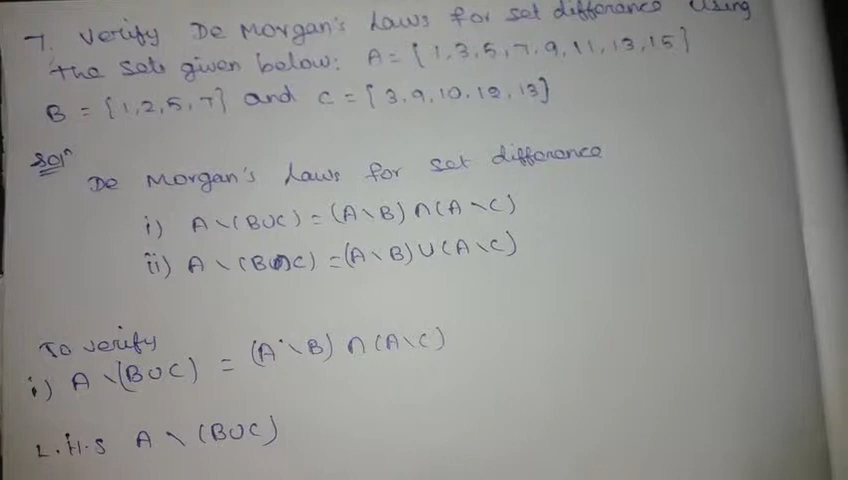 7. Verify De Morgan's Laws for set difference using
the sets given below: A = {1,3,5,7,9,11,13,15}
B = {1,2,5,7} and C = {3,9,10,12,13}
Solⁿ
De Morgan's Laws for set difference
i) A \ (B∪C) = (A \ B) ∩ (A \ C)
ii) A \ (B∩C) = (A \ B) ∪ (A \ C)
To verify
i) A \ (B∪C) = (A \ B) ∩ (A \ C)
L.H.S A \ (B∪C)